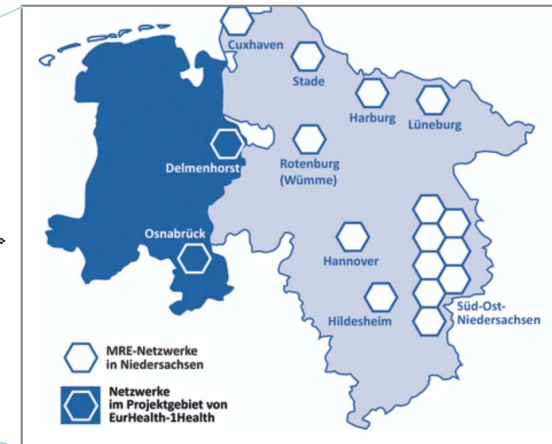 Cuxhaven
Stade
Harburg
Lüneburg
Delmenhorst
Rotenburg
(Wümme)
Osnabrück
Hannover
Hildesheim
Süd-Ost-
Niedersachsen
MRE-Netzwerke
in Niedersachsen
Netzwerke
im Projektgebiet von
EurHealth-1Health